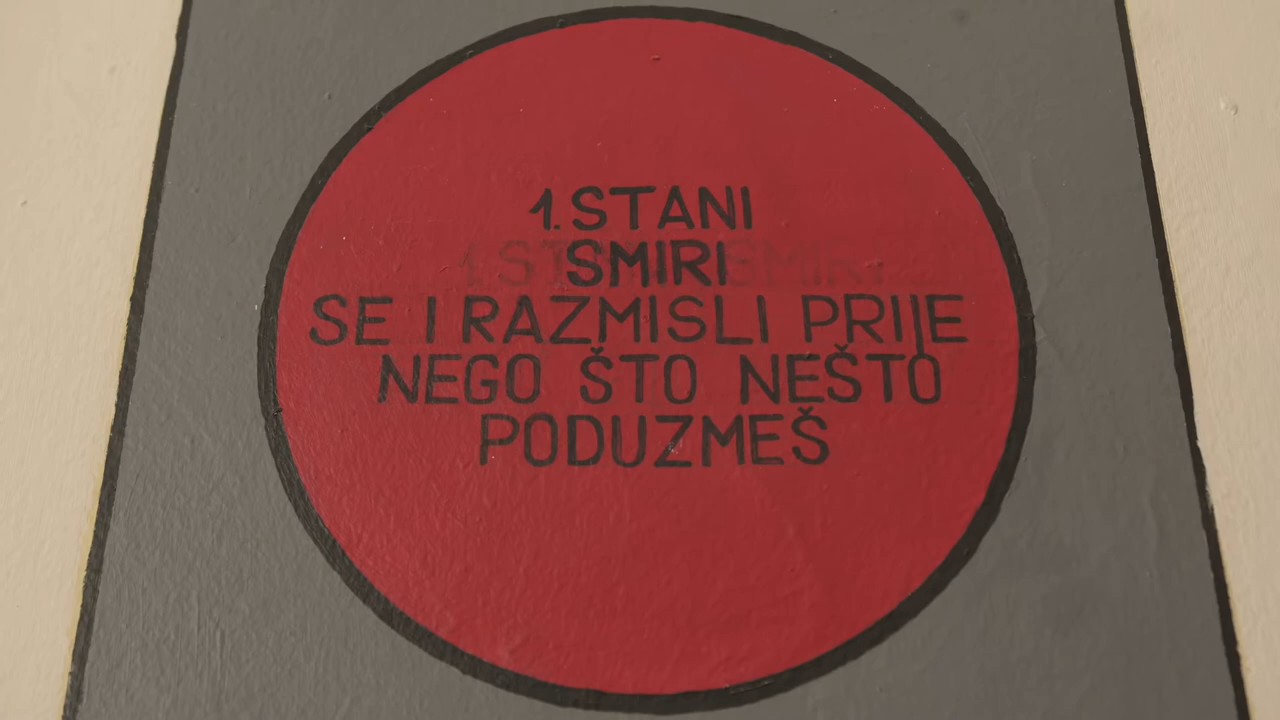 1. STANI
SMIRI
SE I RAZMISLI PRIJE
NEGO ŠTO NEŠTO
PODUZMEŠ